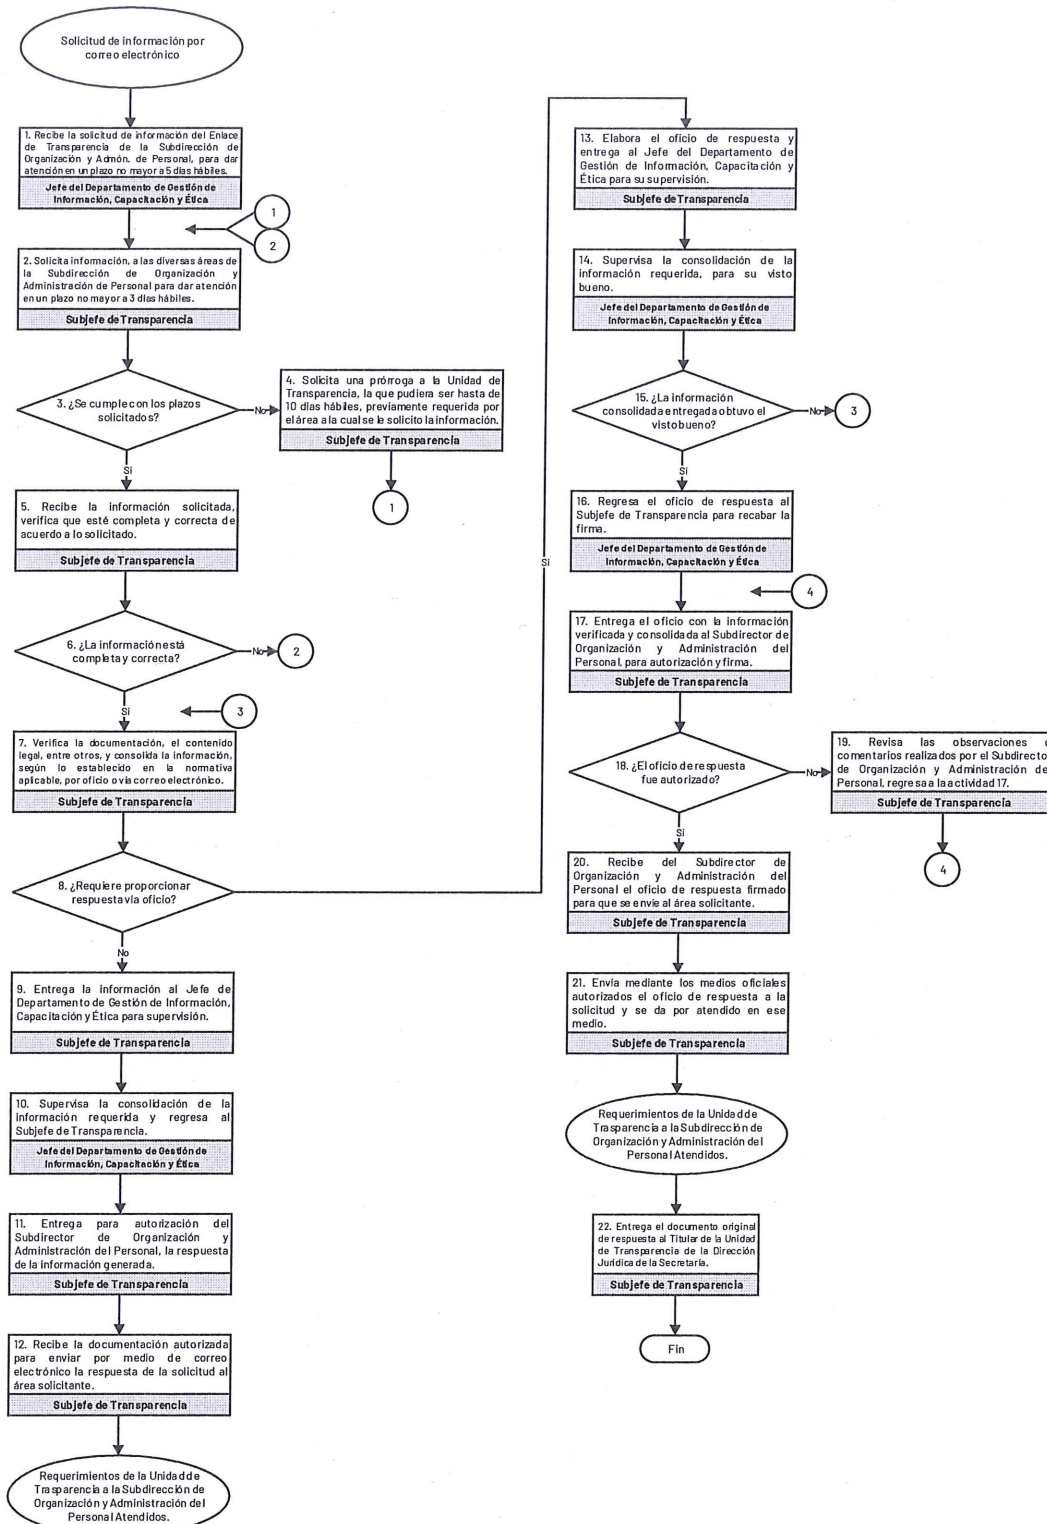 Solicitud de información por
correo electrónico
1. Recibe la solicitud de información del Enlace
de Transparencia de la Subdirección de
Organización y Admón. de Personal, para dar
atención en un plazo no mayor a 5 días hábiles.
Jefe del Departamento de Gestión de
Información, Capacitación y Ética
1
2
2. Solicita información, a las diversas áreas de
la Subdirección de Organización y
Administración de Personal para dar atención
en un plazo no mayor a 3 días hábiles.
Subjefe de Transparencia
3. ¿Se cumple con los plazos
solicitados?
No
4. Solicita una prórroga a la Unidad de
Transparencia, la que pudiera ser hasta de
10 días hábiles, previamente requerida por
el área a la cual se le solicito la información.
Subjefe de Transparencia
1
Si
5. Recibe la información solicitada,
verifica que esté completa y correcta de
acuerdo a lo solicitado.
Subjefe de Transparencia
6. ¿La información está
completa y correcta?
No
2
Si
3
7. Verifica la documentación, el contenido
legal, entre otros, y consolida la información,
según lo establecido en la normativa
aplicable, por oficio o vía correo electrónico.
Subjefe de Transparencia
8. ¿Requiere proporcionar
respuesta vía oficio?
Si
No
9. Entrega la información al Jefe de
Departamento de Gestión de Información,
Capacitación y Ética para supervisión.
Subjefe de Transparencia
10. Supervisa la consolidación de la
información requerida y regresa al
Subjefe de Transparencia.
Jefe del Departamento de Gestión de
Información, Capacitación y Ética
11. Entrega para autorización del
Subdirector de Organización y
Administración del Personal, la respuesta
de la información generada.
Subjefe de Transparencia
12. Recibe la documentación autorizada
para enviar por medio de correo
electrónico la respuesta de la solicitud al
área solicitante.
Subjefe de Transparencia
Requerimientos de la Unidad de
Trasparencia a la Subdirección de
Organización y Administración del
Personal Atendidos.
13. Elabora el oficio de respuesta y
entrega al Jefe del Departamento de
Gestión de Información, Capacitación y
Ética para su supervisión.
Subjefe de Transparencia
14. Supervisa la consolidación de la
información requerida, para su visto
bueno.
Jefe del Departamento de Gestión de
Información, Capacitación y Ética
15. ¿La información
consolidada entregada obtuvo el
visto bueno?
No
3
Si
16. Regresa el oficio de respuesta al
Subjefe de Transparencia para recabar la
firma.
Jefe del Departamento de Gestión de
Información, Capacitación y Ética
4
17. Entrega el oficio con la información
verificada y consolidada al Subdirector de
Organización y Administración del
Personal, para autorización y firma.
Subjefe de Transparencia
18. ¿El oficio de respuesta
fue autorizado?
No
19. Revisa las observaciones
comentarios realizados por el Subdirecto
de Organización y Administración de
Personal, regresa a la actividad 17.
Subjefe de Transparencia
4
Si
20. Recibe del Subdirector de
Organización y Administración del
Personal el oficio de respuesta firmado
para que se envíe al área solicitante.
Subjefe de Transparencia
21. Envía mediante los medios oficiales
autorizados el oficio de respuesta a la
solicitud y se da por atendido en ese
medio.
Subjefe de Transparencia
Requerimientos de la Unidad de
Trasparencia a la Subdirección de
Organización y Administración del
Personal Atendidos.
22. Entrega el documento original
de respuesta al Titular de la Unidad
de Transparencia de la Dirección
Jurídica de la Secretaría.
Subjefe de Transparencia
Fin